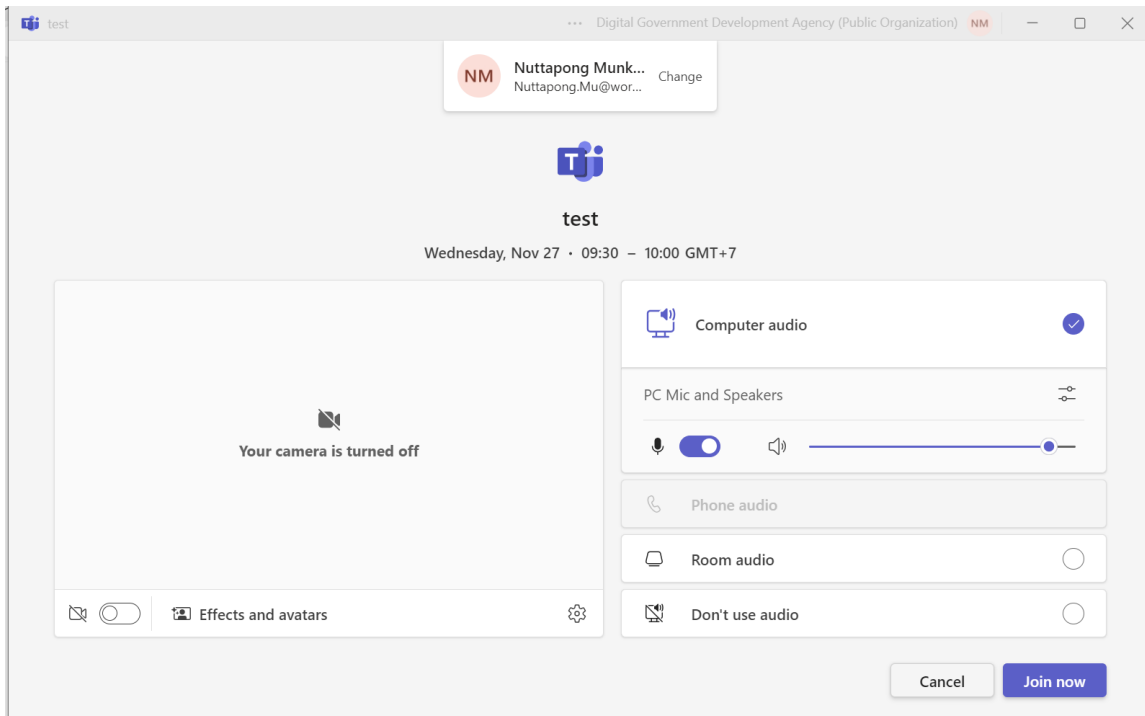 test ••• Digital Government Development Agency (Public Organization) NM
NM Nuttapong Munk... Change
Nuttapong.Mu@wor...
test
Wednesday, Nov 27 • 09:30 – 10:00 GMT+7
Computer audio
PC Mic and Speakers
Your camera is turned off
Phone audio
Room audio
Effects and avatars
Don't use audio
Cancel Join now